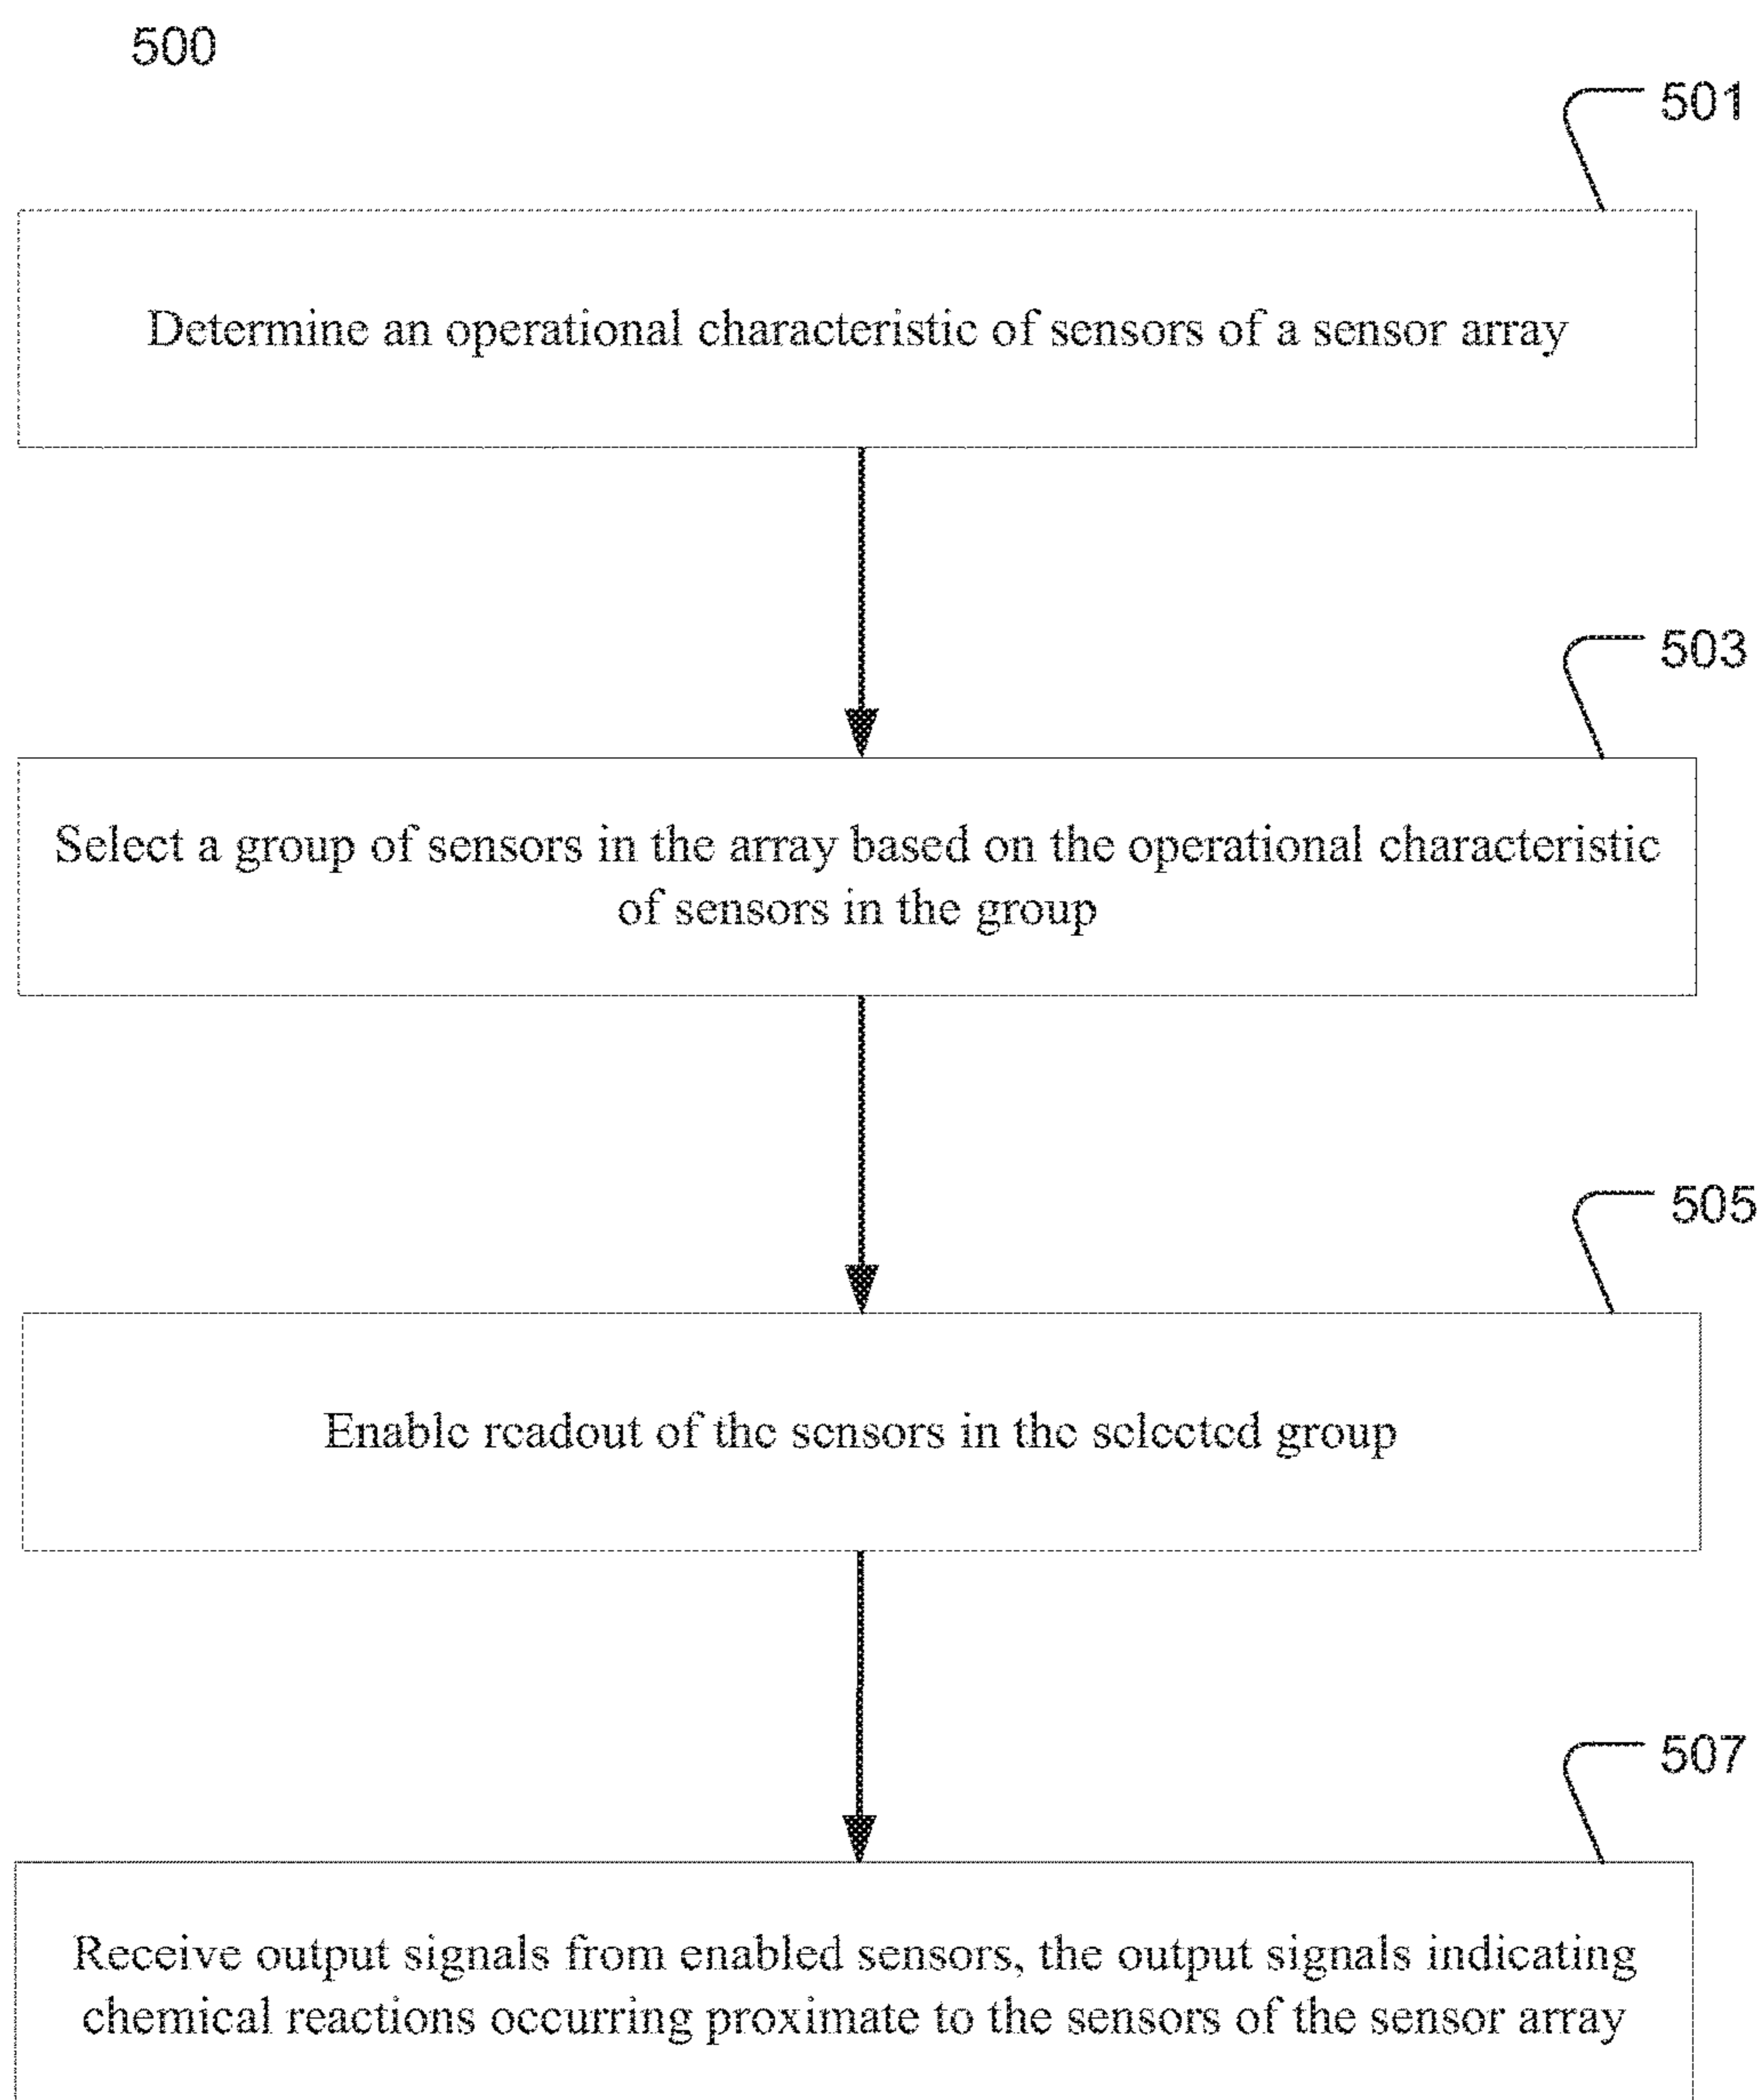 500
501
Determine an operational characteristic of sensors of a sensor array
503
Select a group of sensors in the array based on the operational characteristic
of sensors in the group
505
Enable readout of the sensors in the selected group
507
Receive output signals from enabled sensors, the output signals indicating
chemical reactions occurring proximate to the sensors of the sensor array